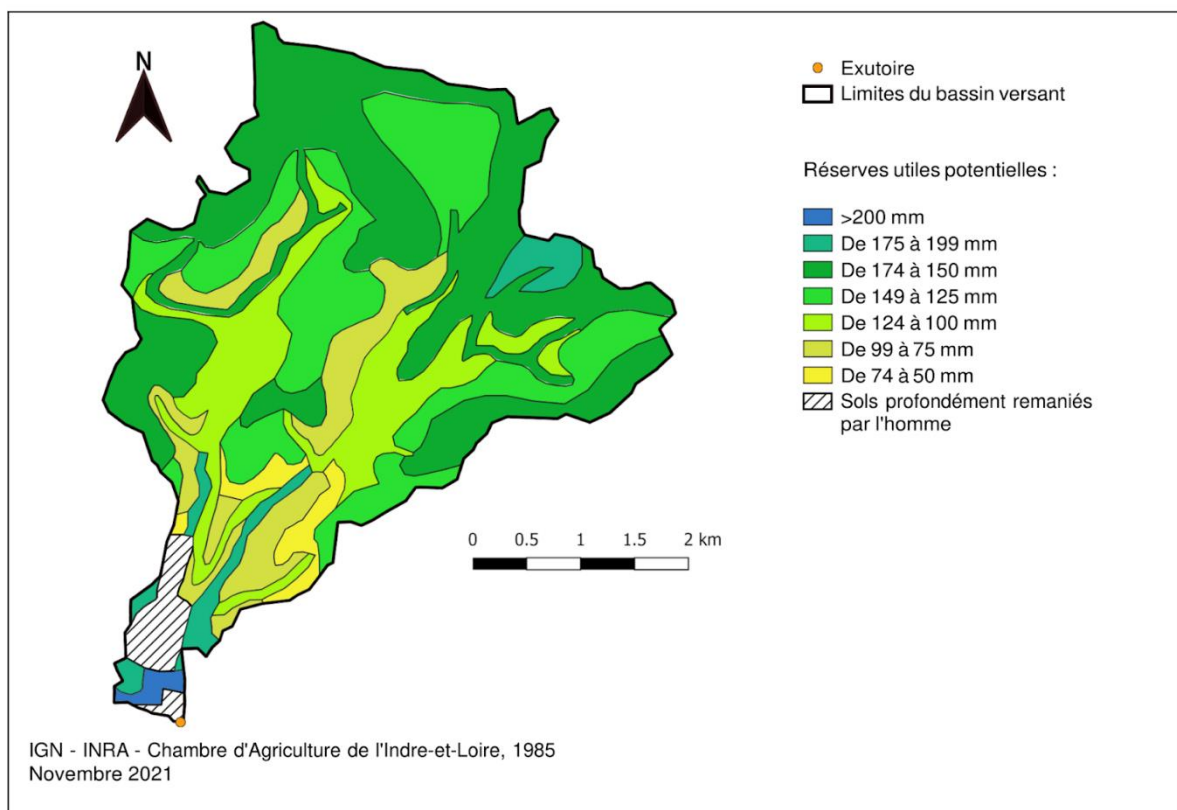 N
Exutoire
Limites du bassin versant
Réserves utiles potentielles :
>200 mm
De 175 à 199 mm
De 174 à 150 mm
De 149 à 125 mm
De 124 à 100 mm
De 99 à 75 mm
De 74 à 50 mm
Sols profondément remaniés
par l'homme
0 0.5 1 1.5 2 km
IGN - INRA - Chambre d'Agriculture de l'Indre-et-Loire, 1985
Novembre 2021